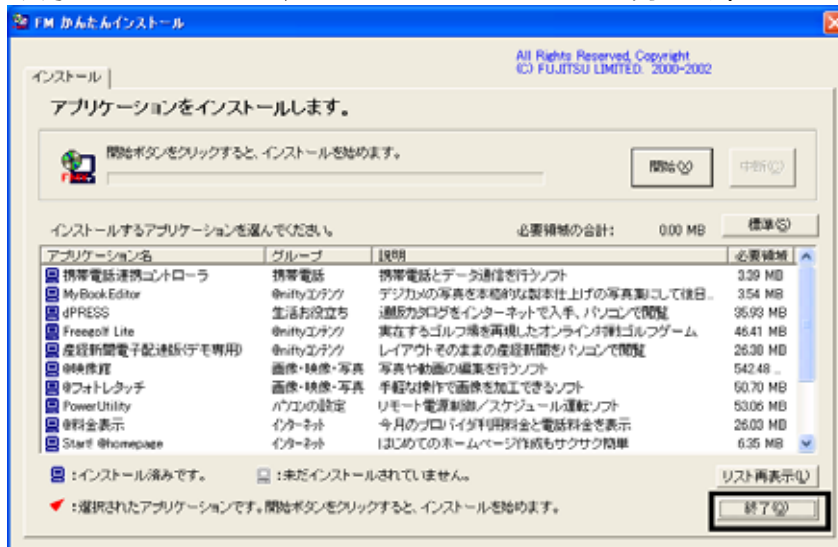 FM かんたんインストール
All Rights Reserved, Copyright
(C) FUJITSU LIMITED. 2000-2002
インストール
アプリケーションをインストールします。
開始ボタンをクリックすると、インストールを始めます。
開始(X)
中断(C)
インストールするアプリケーションを選んでください。 必要領域の合計： 0.00 MB 標準(S)
アプリケーション名 グループ 説明 必要領域
携帯電話連携コントローラ 携帯電話 携帯電話とデータ通信を行うソフト 3.39 MB
MyBookEditor @niftyコンテンツ デジカメの写真を本格的な製本仕上げの写真集にして後日.. 3.54 MB
dPRESS 生活お役立ち 通販カタログをインターネットで入手、パソコンで閲覧 35.93 MB
Freegolf Lite @niftyコンテンツ 実在するゴルフ場を再現したオンライン対戦ゴルフゲーム 46.41 MB
産経新聞電子配達版(デモ専用) @niftyコンテンツ レイアウトそのままの産経新聞をパソコンで閲覧 26.30 MB
@映像館 画像・映像・写真 写真や動画の編集を行うソフト 542.48 ..
@フォトレタッチ 画像・映像・写真 手軽な操作で画像を加工できるソフト 50.70 MB
PowerUtility パソコンの設定 リモート電源制御／スケジュール運転ソフト 53.06 MB
@料金表示 インターネット 今月のプロバイダ利用料金と電話料金を表示 26.03 MB
Start! @homepage インターネット はじめてのホームページ作成もサクサク簡単 6.35 MB
：インストール済みです。 ：未だインストールされていません。 リスト再表示(L)
：選択されたアプリケーションです。開始ボタンをクリックすると、インストールを始めます。 終了(Q)